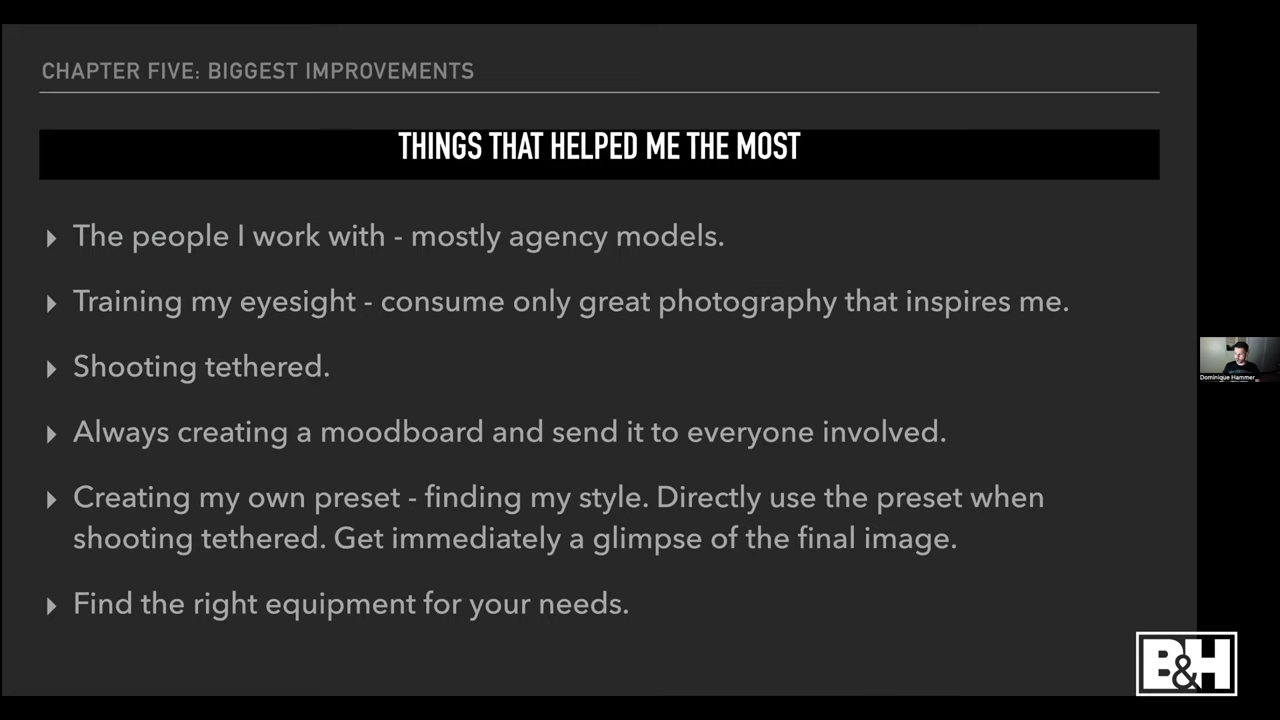 CHAPTER FIVE: BIGGEST IMPROVEMENTS
THINGS THAT HELPED ME THE MOST
The people I work with - mostly agency models.
Training my eyesight - consume only great photography that inspires me.
Shooting tethered.
Always creating a moodboard and send it to everyone involved.
Creating my own preset - finding my style. Directly use the preset when
shooting tethered. Get immediately a glimpse of the final image.
Find the right equipment for your needs.
Dominique Hammer
B&H